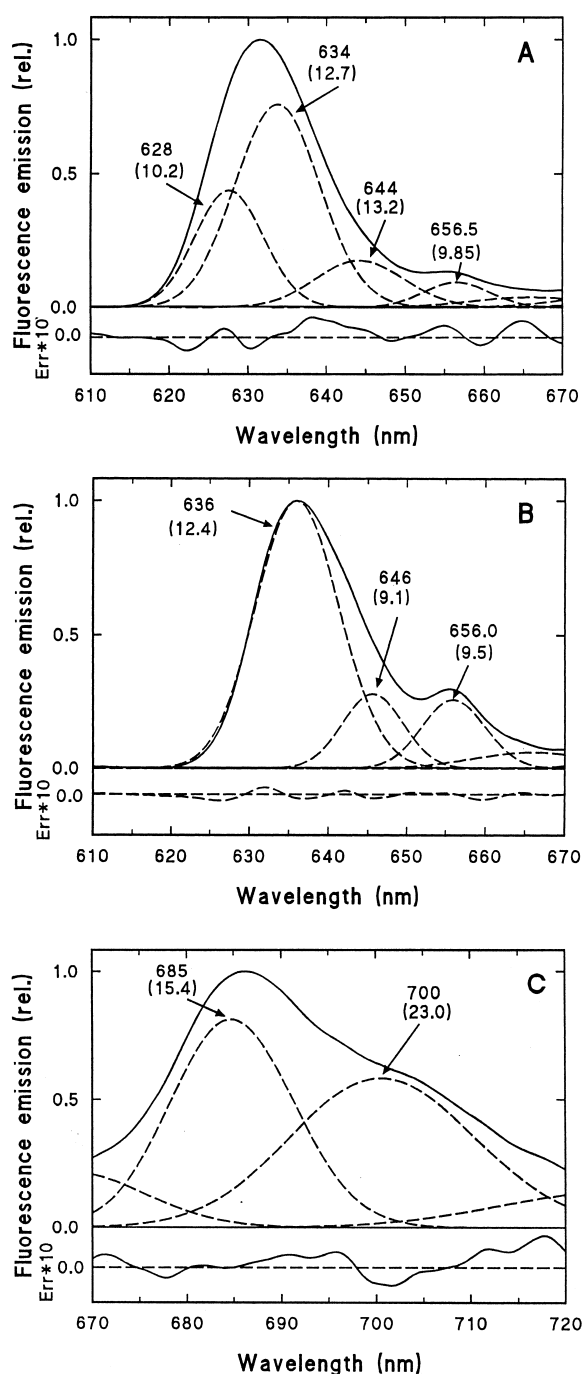 A
Fluorescence emission (rel.)
1.0
0.5
0.0
Err*10
0.0
634
(12.7)
628
(10.2)
644
(13.2)
656.5
(9.85)
610 620 630 640 650 660 670
Wavelength (nm)
B
Fluorescence emission (rel.)
1.0
0.5
0.0
Err*10
0.0
636
(12.4)
646
(9.1)
656.0
(9.5)
610 620 630 640 650 660 670
Wavelength (nm)
C
Fluorescence emission (rel.)
1.0
0.5
0.0
Err*10
0.0
685
(15.4)
700
(23.0)
670 680 690 700 710 720
Wavelength (nm)